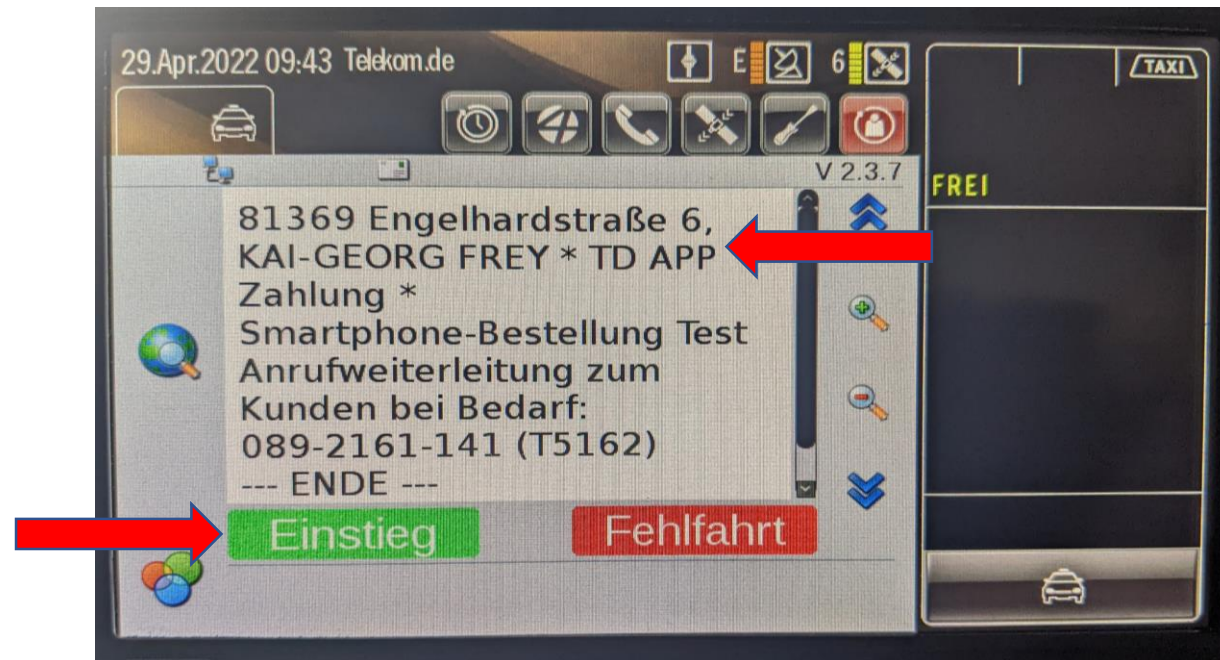 29.Apr.2022 09:43 Telekom.de
E
6
TAXI
V 2.3.7
FREI
81369 Engelhardstraße 6,
KAI-GEORG FREY * TD APP
Zahlung *
Smartphone-Bestellung Test
Anrufweiterleitung zum
Kunden bei Bedarf:
089-2161-141 (T5162)
--- ENDE ---
Einstieg
Fehlfahrt